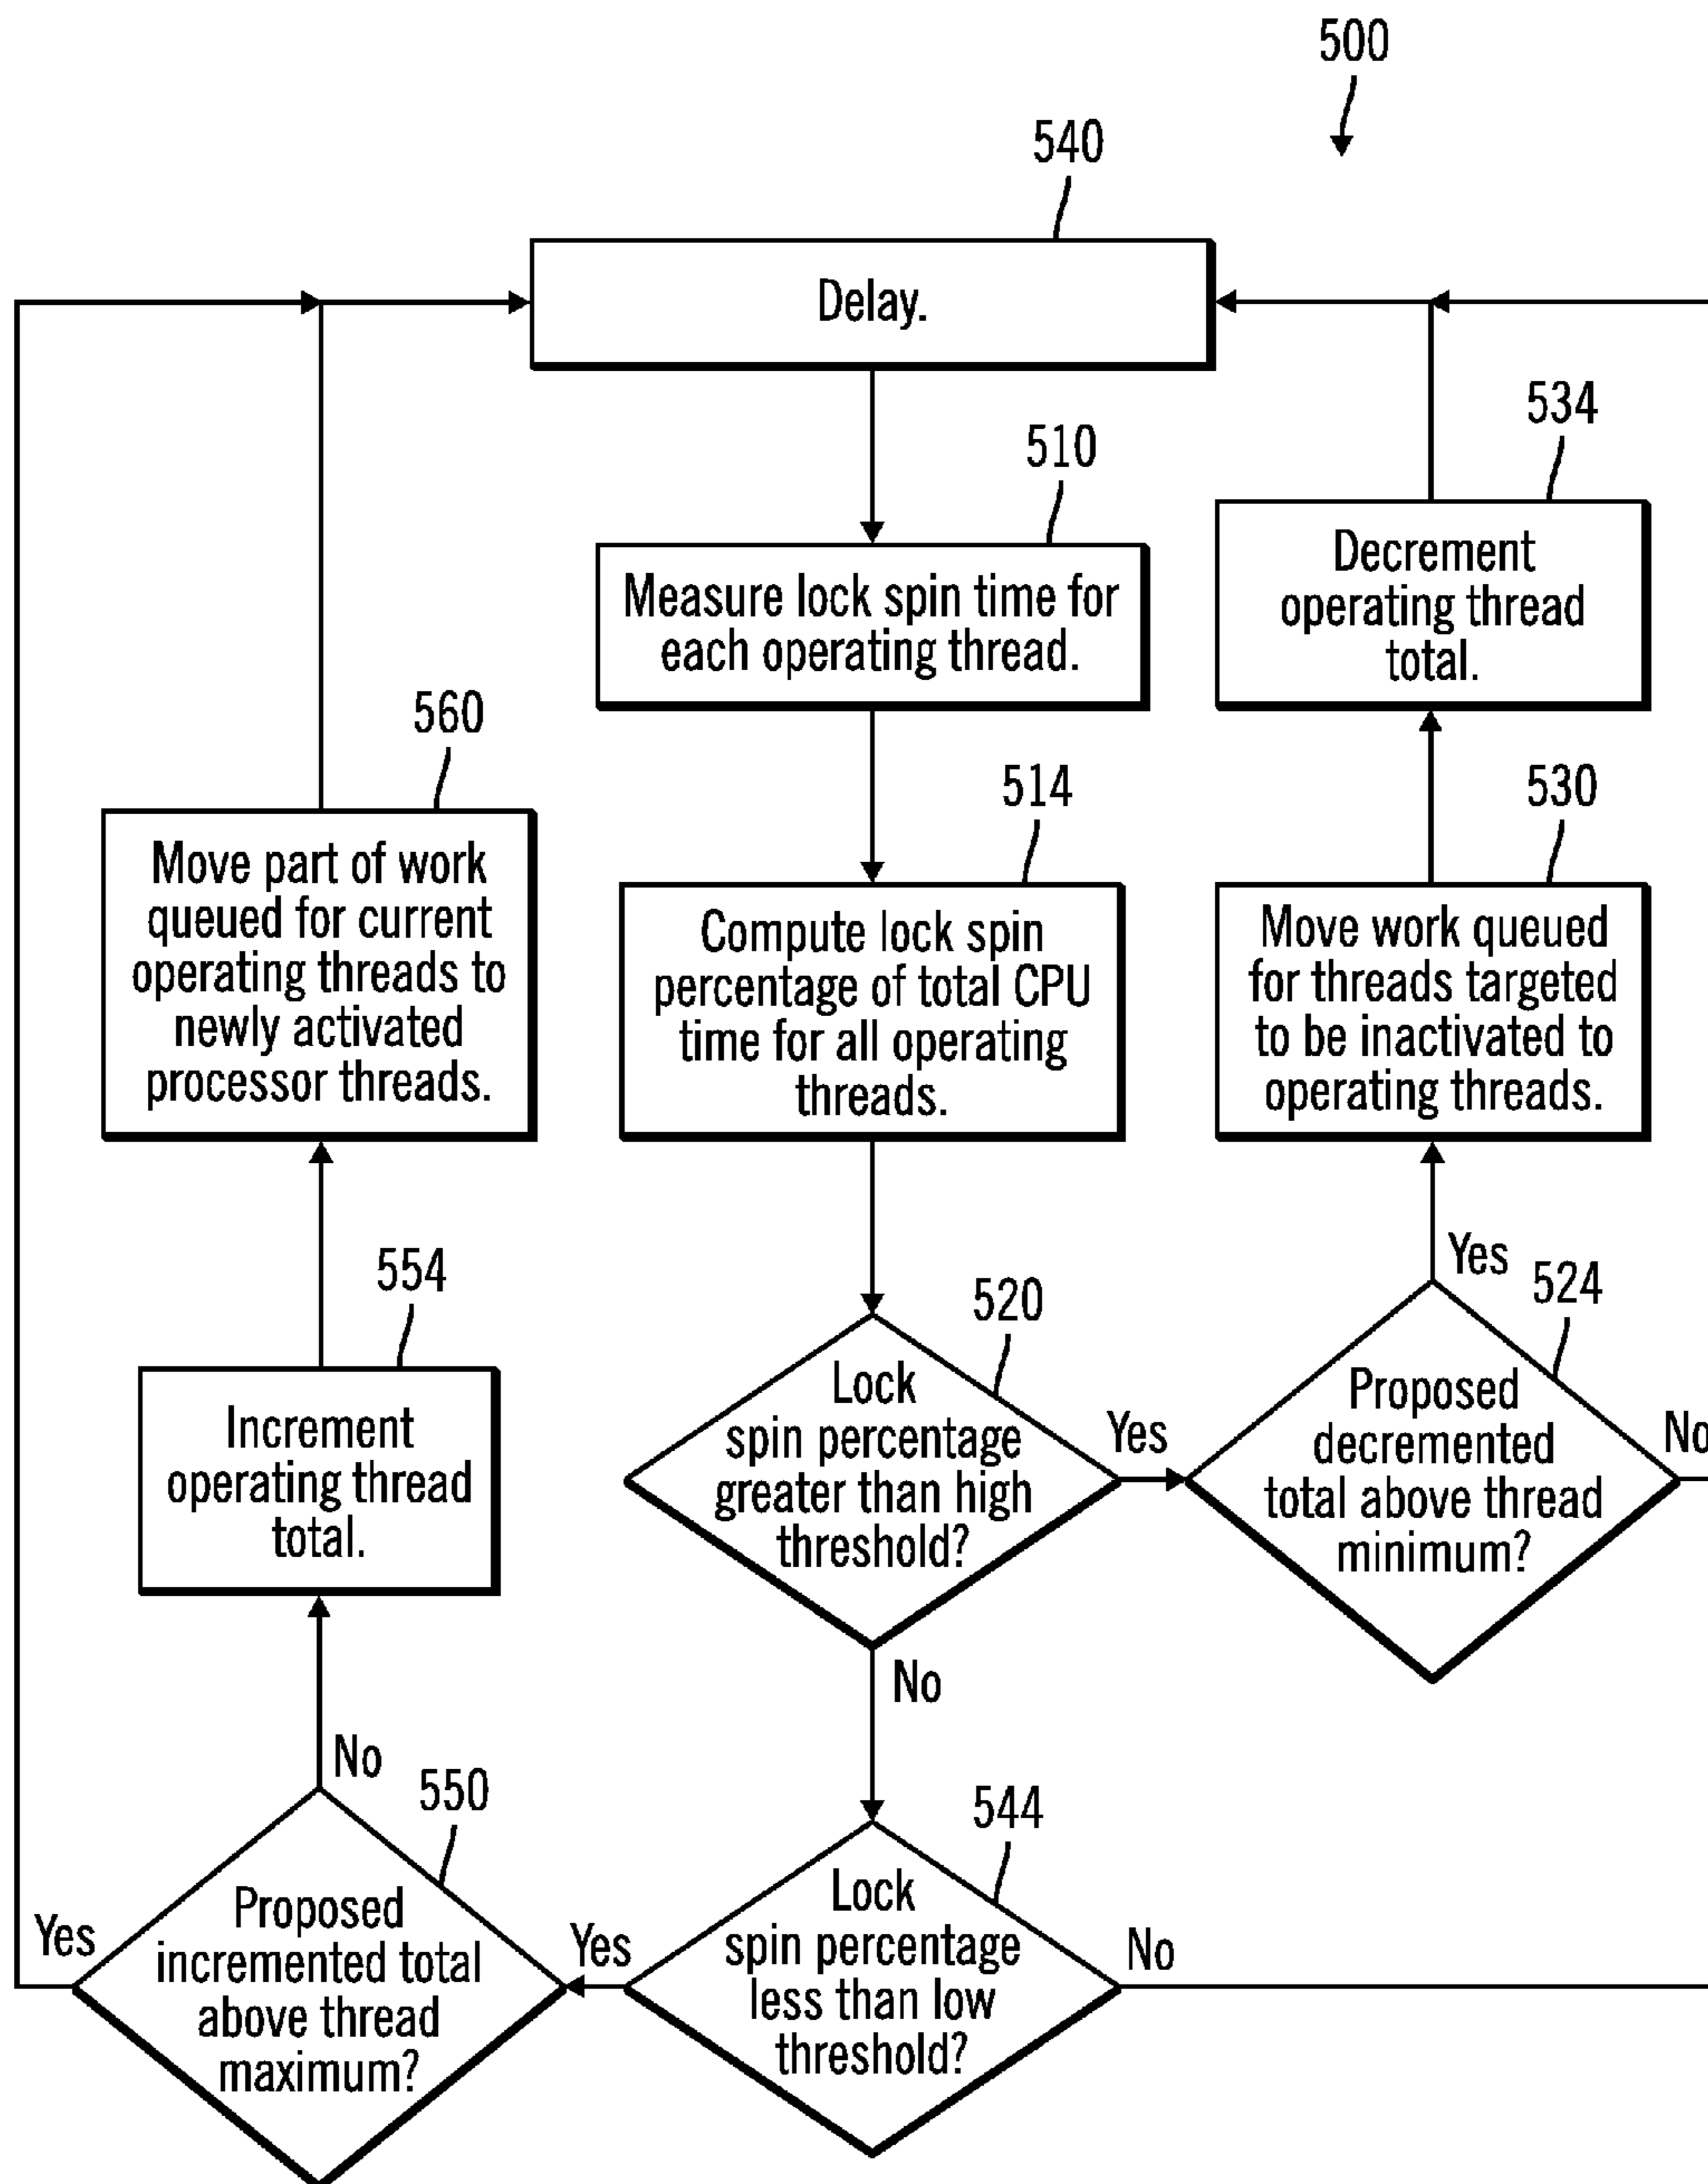 500
540
Delay.
510
Measure lock spin time for
each operating thread.
534
Decrement
operating thread
total.
560
Move part of work
queued for current
operating threads to
newly activated
processor threads.
514
Compute lock spin
percentage of total CPU
time for all operating
threads.
530
Move work queued
for threads targeted
to be inactivated to
operating threads.
554
Increment
operating thread
total.
520
Lock
spin percentage
greater than high
threshold?
Yes
No
Yes
524
Proposed
decremented
total above thread
minimum?
No
No
550
Proposed
incremented total
above thread
maximum?
Yes
Yes
544
Lock
spin percentage
less than low
threshold?
No